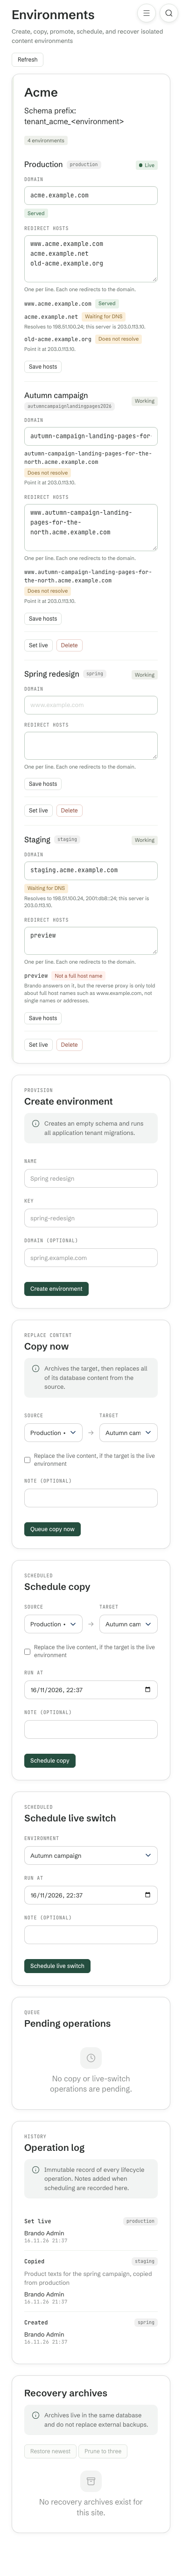 Environments
Create, copy, promote, schedule, and recover isolated
content environments
Refresh
Acme
Schema prefix:
tenant_acme_<environment>
4 environments
Production production Live
DOMAIN
acme.example.com
Served
REDIRECT HOSTS
www.acme.example.com
acme.example.net
old-acme.example.org
One per line. Each one redirects to the domain.
www.acme.example.com Served
acme.example.net Waiting for DNS
Resolves to 198.51.100.24; this server is 203.0.113.10.
old-acme.example.org Does not resolve
Point it at 203.0.113.10.
Save hosts
Autumn campaign Working
autumncampaignlandingpages2026
DOMAIN
autumn-campaign-landing-pages-for
autumn-campaign-landing-pages-for-the-
north.acme.example.com
Does not resolve
Point it at 203.0.113.10.
REDIRECT HOSTS
www.autumn-campaign-landing-
pages-for-the-
north.acme.example.com
One per line. Each one redirects to the domain.
www.autumn-campaign-landing-pages-for-
the-north.acme.example.com
Does not resolve
Point it at 203.0.113.10.
Save hosts
Set live Delete
Spring redesign spring Working
DOMAIN
www.example.com
REDIRECT HOSTS
One per line. Each one redirects to the domain.
Save hosts
Set live Delete
Staging staging Working
DOMAIN
staging.acme.example.com
Waiting for DNS
Resolves to 198.51.100.24, 2001:db8::24; this server is
203.0.113.10.
REDIRECT HOSTS
preview
One per line. Each one redirects to the domain.
preview Not a full host name
Brando answers on it, but the reverse proxy is only told
about full host names such as www.example.com, not
single names or addresses.
Save hosts
Set live Delete
PROVISION
Create environment
Creates an empty schema and runs
all application tenant migrations.
NAME
Spring redesign
KEY
spring-redesign
DOMAIN (OPTIONAL)
spring.example.com
Create environment
REPLACE CONTENT
Copy now
Archives the target, then replaces all
of its database content from the
source.
SOURCE TARGET
Production • → Autumn cam
Replace the live content, if the target is the live
environment
NOTE (OPTIONAL)
Queue copy now
SCHEDULED
Schedule copy
SOURCE TARGET
Production • → Autumn cam
Replace the live content, if the target is the live
environment
RUN AT
16/11/2026, 22:37
NOTE (OPTIONAL)
Schedule copy
SCHEDULED
Schedule live switch
ENVIRONMENT
Autumn campaign
RUN AT
16/11/2026, 22:37
NOTE (OPTIONAL)
Schedule live switch
QUEUE
Pending operations
No copy or live-switch
operations are pending.
HISTORY
Operation log
Immutable record of every lifecycle
operation. Notes added when
scheduling are recorded here.
Set live production
Brando Admin
16.11.26 21:37
Copied staging
Product texts for the spring campaign, copied
from production
Brando Admin
16.11.26 21:37
Created spring
Brando Admin
16.11.26 21:37
Recovery archives
Archives live in the same database
and do not replace external backups.
Restore newest Prune to three
No recovery archives exist for
this site.